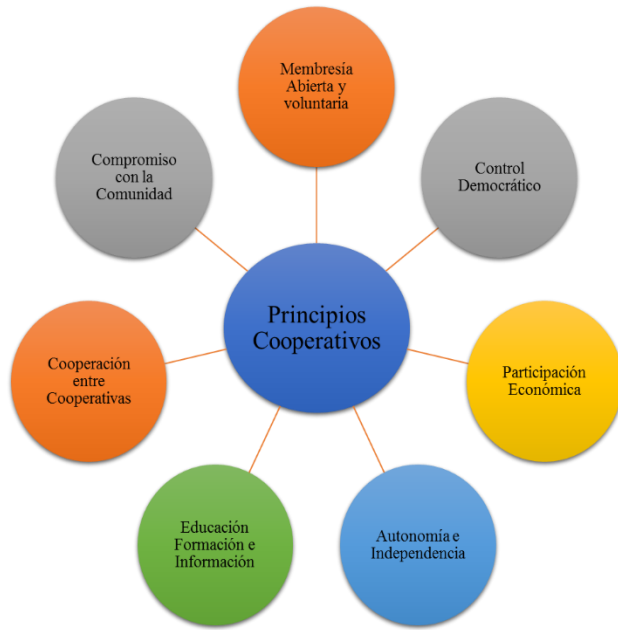 Membresía
Abierta y
voluntaria
Compromiso
con la
Comunidad
Control
Democrático
Principios
Cooperativos
Cooperación
entre
Cooperativas
Participación
Económica
Educación
Formación e
Información
Autonomía e
Independencia